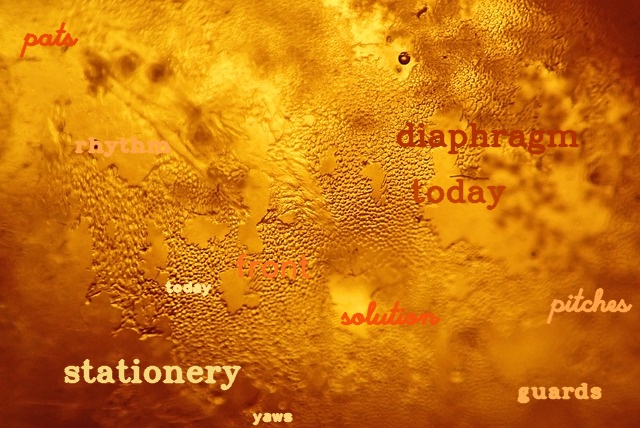 pats
diaphragm
rhythm
today
front
today
pitches
solution
stationery
guards
yaws